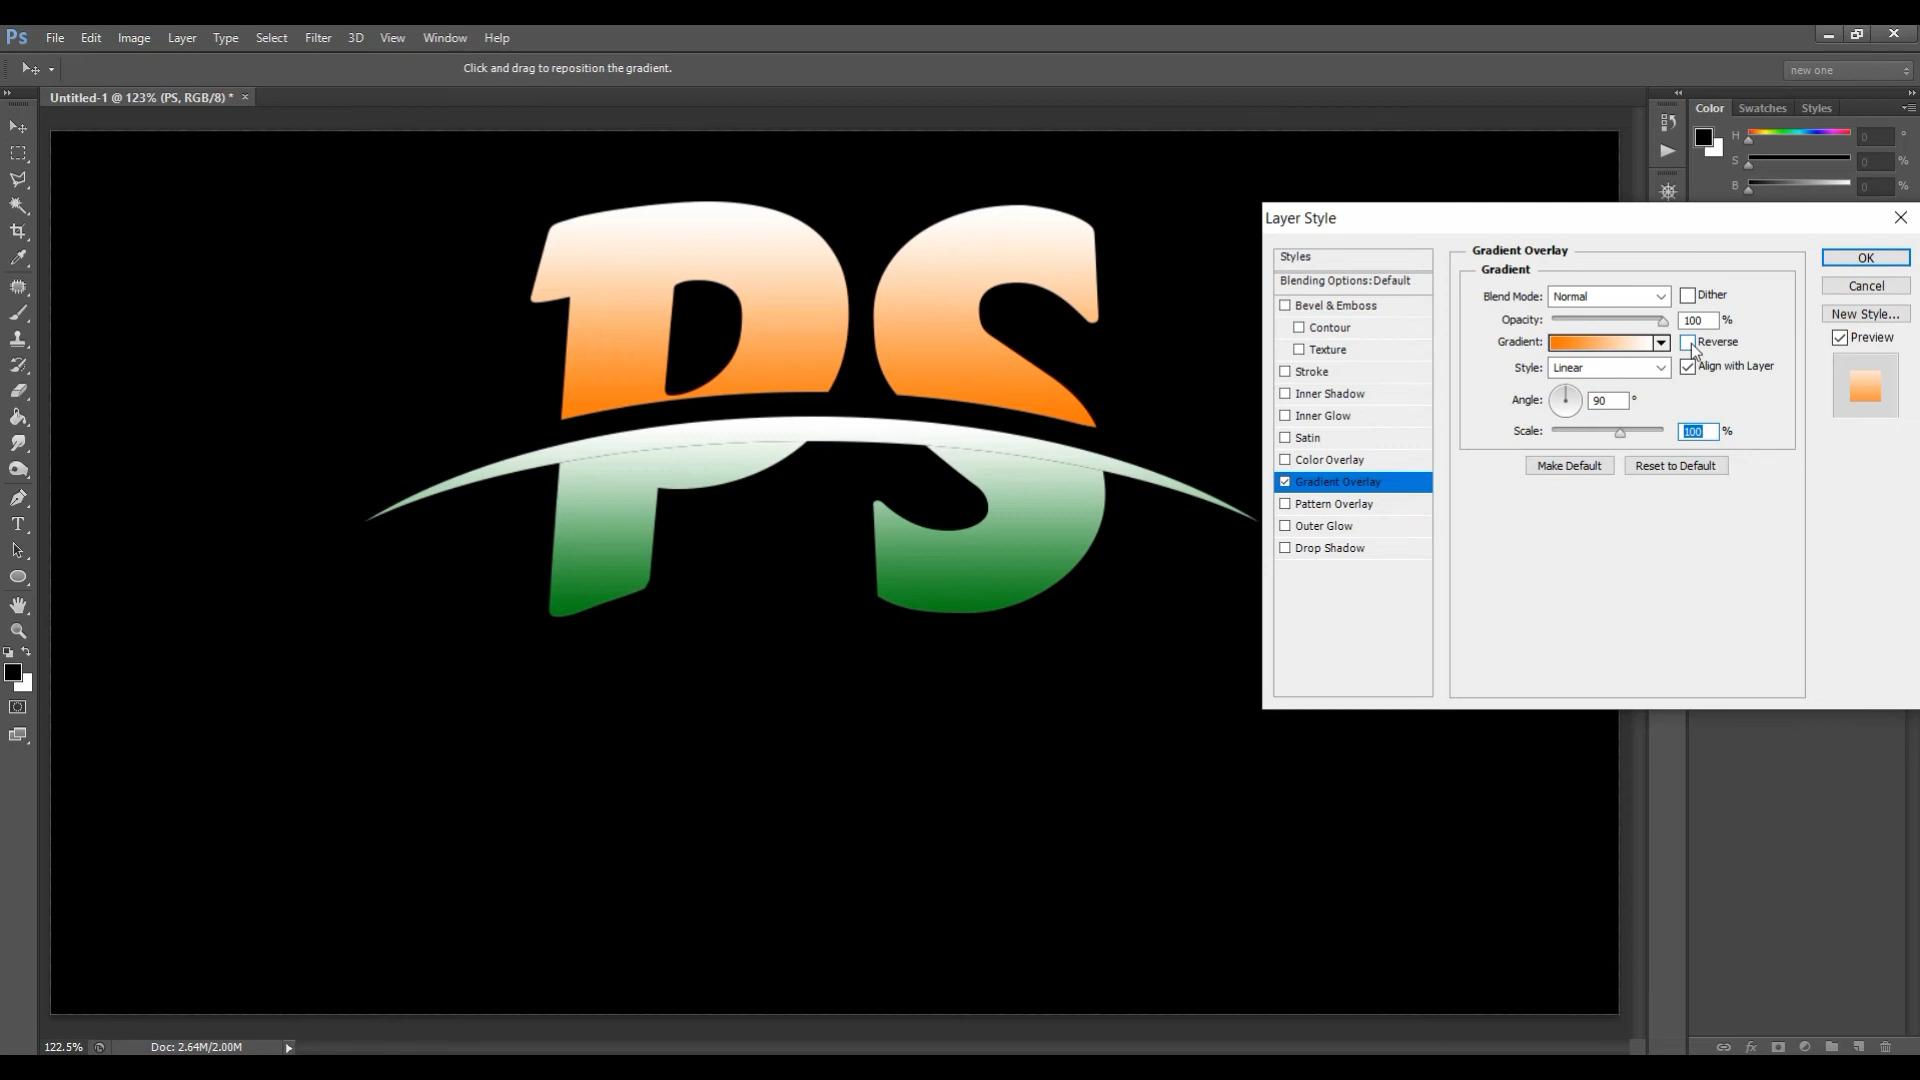 Ps File Edit Image Layer Type Select Filter 3D View Window Help
Click and drag to reposition the gradient.
new one
Untitled-1 @ 123% (PS, RGB/8) * ×
Color Swatches Styles
H 0 °
S 0 %
B 0 %
PS
Layer Style
Styles
Blending Options: Default
Bevel & Emboss
Contour
Texture
Stroke
Inner Shadow
Inner Glow
Satin
Color Overlay
Gradient Overlay
Pattern Overlay
Outer Glow
Drop Shadow
Gradient Overlay
Gradient
Blend Mode: Normal Dither
Opacity: 100 %
Gradient: Reverse
Style: Linear Align with Layer
Angle: 90 °
Scale: 100 %
Make Default Reset to Default
OK
Cancel
New Style...
Preview
122.5% Doc: 2.64M/2.00M